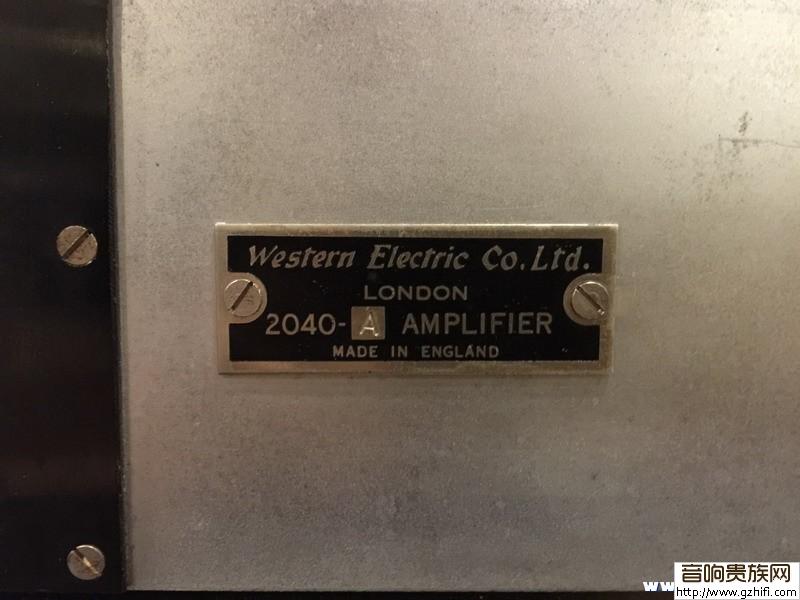 Western Electric Co. Ltd.
LONDON
2040-A AMPLIFIER
MADE IN ENGLAND
音响贵族网
http://www.gzhifi.com